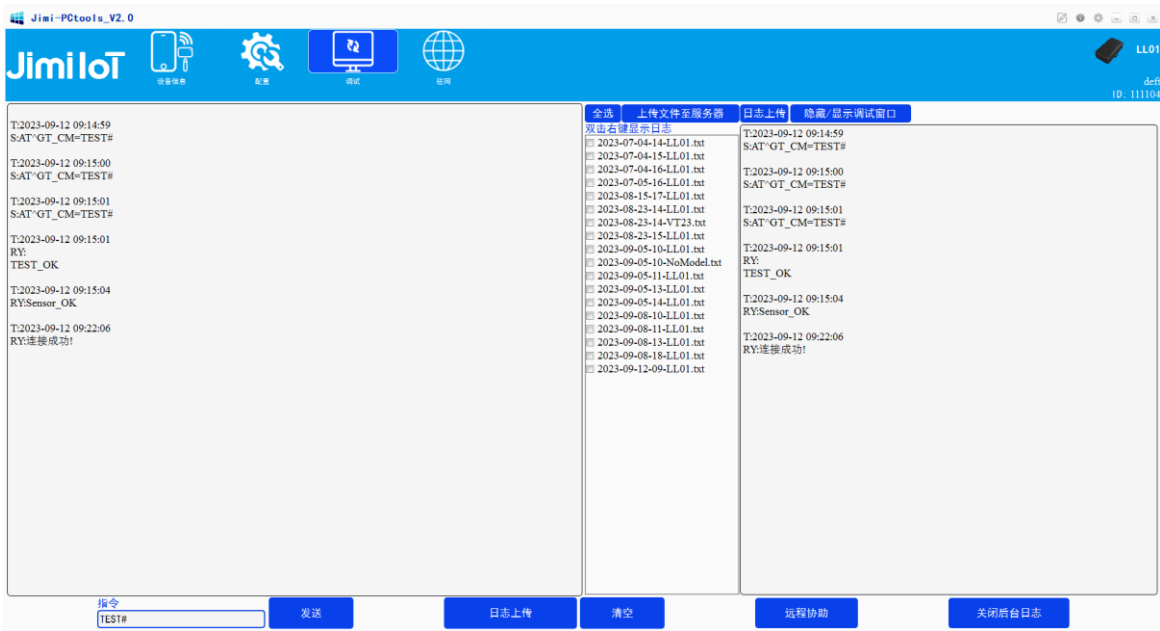 Jimi-PCtools_V2.0
Jimi IoT
设备信息
配置
调试
驻网
LL01
deft
ID: 111104
T:2023-09-12 09:14:59
S:AT^GT_CM=TEST#
T:2023-09-12 09:15:00
S:AT^GT_CM=TEST#
T:2023-09-12 09:15:01
S:AT^GT_CM=TEST#
T:2023-09-12 09:15:01
RY:
TEST_OK
T:2023-09-12 09:15:04
RY:Sensor_OK
T:2023-09-12 09:22:06
RY:连接成功!
全选
上传文件至服务器
日志上传
隐藏/显示调试窗口
双击右键显示日志
2023-07-04-14-LL01.txt
2023-07-04-15-LL01.txt
2023-07-04-16-LL01.txt
2023-07-05-16-LL01.txt
2023-08-15-17-LL01.txt
2023-08-23-14-LL01.txt
2023-08-23-14-VT23.txt
2023-08-23-15-LL01.txt
2023-09-05-10-LL01.txt
2023-09-05-10-NoModel.txt
2023-09-05-11-LL01.txt
2023-09-05-13-LL01.txt
2023-09-05-14-LL01.txt
2023-09-08-10-LL01.txt
2023-09-08-11-LL01.txt
2023-09-08-13-LL01.txt
2023-09-08-18-LL01.txt
2023-09-12-09-LL01.txt
T:2023-09-12 09:14:59
S:AT^GT_CM=TEST#
T:2023-09-12 09:15:00
S:AT^GT_CM=TEST#
T:2023-09-12 09:15:01
S:AT^GT_CM=TEST#
T:2023-09-12 09:15:01
RY:
TEST_OK
T:2023-09-12 09:15:04
RY:Sensor_OK
T:2023-09-12 09:22:06
RY:连接成功!
指令
TEST#
发送
日志上传
清空
远程协助
关闭后台日志